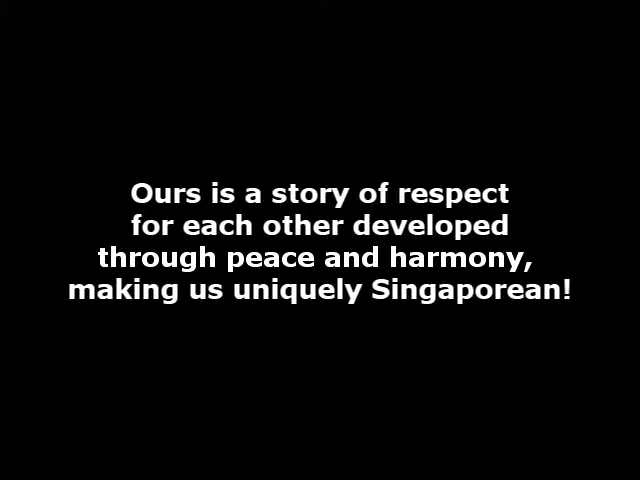 Ours is a story of respect
for each other developed
through peace and harmony,
making us uniquely Singaporean!